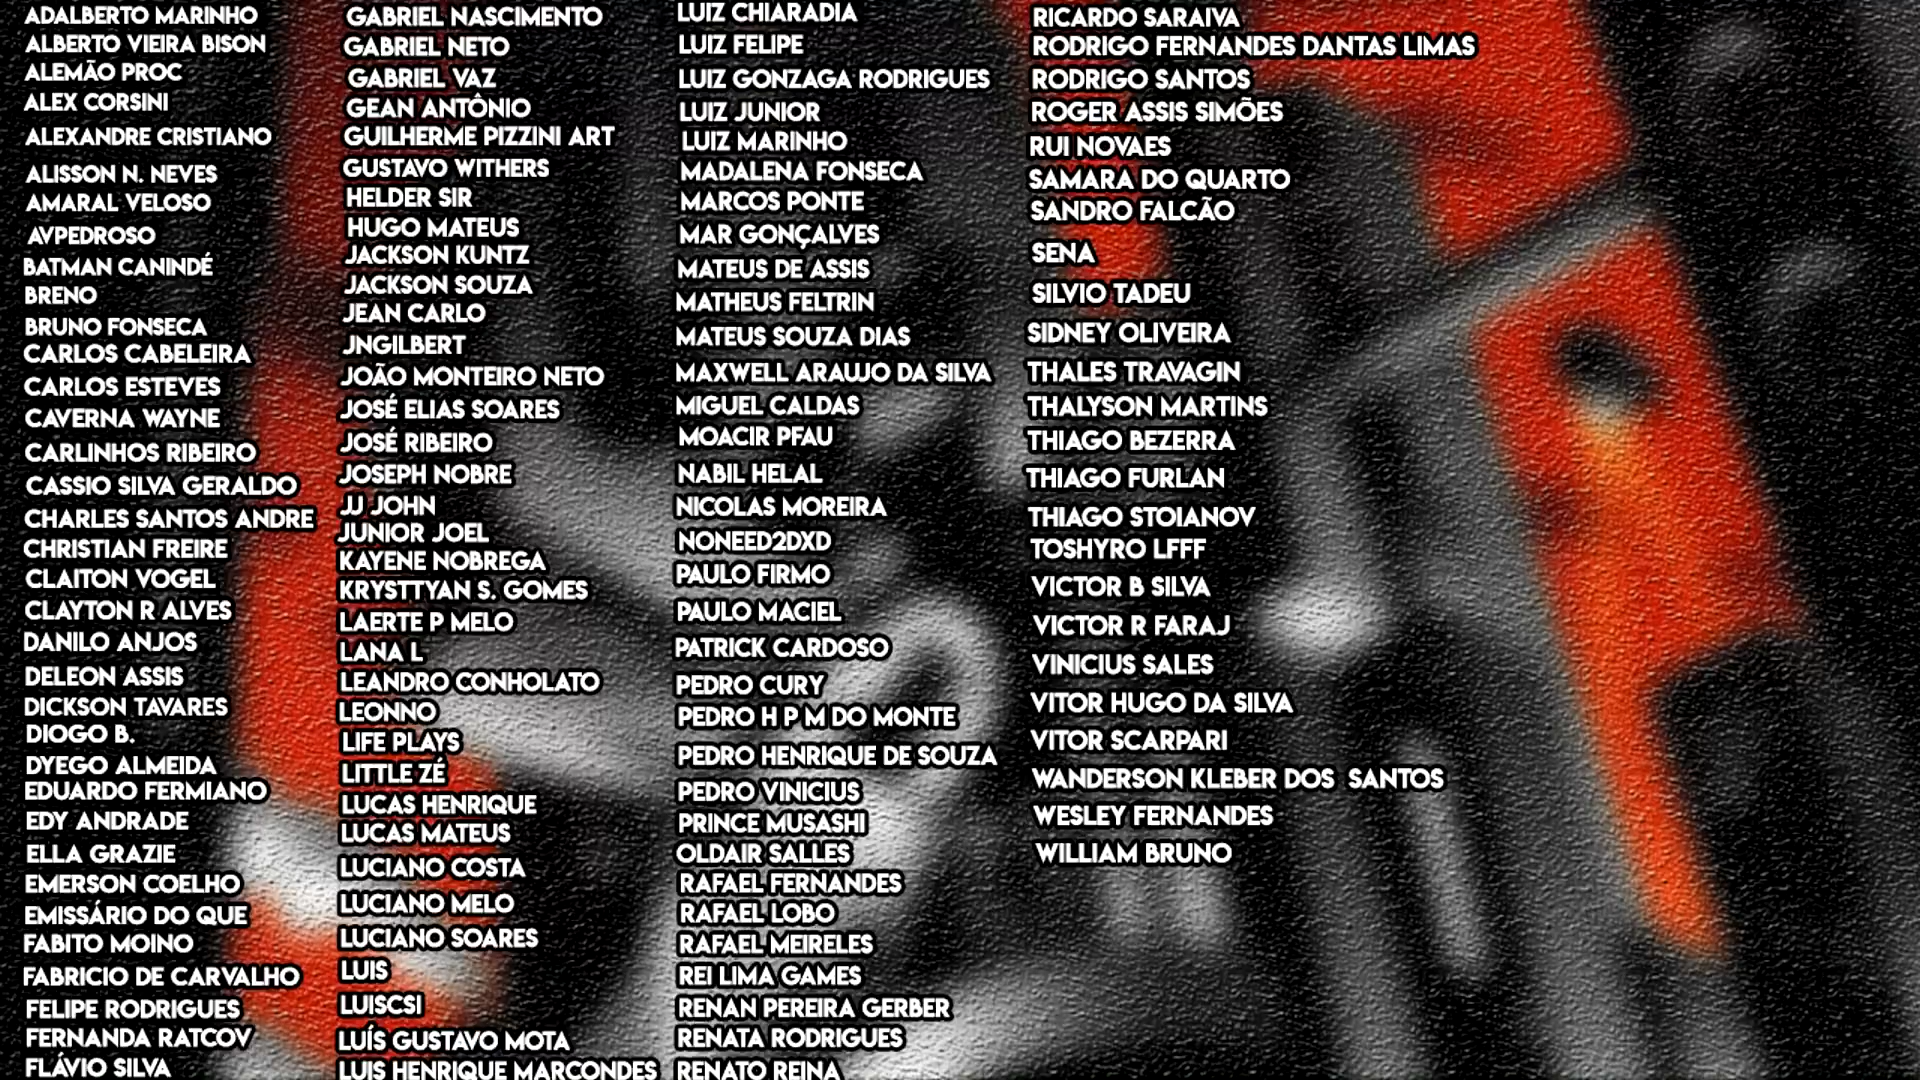 ADALBERTO MARINHO
ALBERTO VIEIRA BISON
ALEMÃO PROC
ALEX CORSINI
ALEXANDRE CRISTIANO
ALISSON N. NEVES
AMARAL VELOSO
AVPEDROSO
BATMAN CANINDÉ
BRENO
BRUNO FONSECA
CARLOS CABELEIRA
CARLOS ESTEVES
CAVERNA WAYNE
CARLINHOS RIBEIRO
CASSIO SILVA GERALDO
CHARLES SANTOS ANDRE
CHRISTIAN FREIRE
CLAITON VOGEL
CLAYTON R ALVES
DANILO ANJOS
DELEON ASSIS
DICKSON TAVARES
DIOGO B.
DYEGO ALMEIDA
EDUARDO FERMIANO
EDY ANDRADE
ELLA GRAZIE
EMERSON COELHO
EMISSÁRIO DO QUE
FABITO MOINO
FABRICIO DE CARVALHO
FELIPE RODRIGUES
FERNANDA RATCOV
FLÁVIO SILVA
GABRIEL NASCIMENTO
GABRIEL NETO
GABRIEL VAZ
GEAN ANTÔNIO
GUILHERME PIZZINI ART
GUSTAVO WITHERS
HELDER SIR
HUGO MATEUS
JACKSON KUNTZ
JACKSON SOUZA
JEAN CARLO
JNGILBERT
JOÃO MONTEIRO NETO
JOSÉ ELIAS SOARES
JOSÉ RIBEIRO
JOSEPH NOBRE
JJ JOHN
JUNIOR JOEL
KAYENE NOBREGA
KRYSTTYAN S. GOMES
LAERTE P MELO
LANA L
LEANDRO CONHOLATO
LEONNO
LIFE PLAYS
LITTLE ZÉ
LUCAS HENRIQUE
LUCAS MATEUS
LUCIANO COSTA
LUCIANO MELO
LUCIANO SOARES
LUIS
LUISCSI
LUÍS GUSTAVO MOTA
LUIS HENRIQUE MARCONDES
LUIZ CHIARADIA
LUIZ FELIPE
LUIZ GONZAGA RODRIGUES
LUIZ JUNIOR
LUIZ MARINHO
MADALENA FONSECA
MARCOS PONTE
MAR GONÇALVES
MATEUS DE ASSIS
MATHEUS FELTRIN
MATEUS SOUZA DIAS
MAXWELL ARAUJO DA SILVA
MIGUEL CALDAS
MOACIR PFAU
NABIL HELAL
NICOLAS MOREIRA
NONEED2DXD
PAULO FIRMO
PAULO MACIEL
PATRICK CARDOSO
PEDRO CURY
PEDRO H P M DO MONTE
PEDRO HENRIQUE DE SOUZA
PEDRO VINICIUS
PRINCE MUSASHI
OLDAIR SALLES
RAFAEL FERNANDES
RAFAEL LOBO
RAFAEL MEIRELES
REI LIMA GAMES
RENAN PEREIRA GERBER
RENATA RODRIGUES
RENATO REINA
RICARDO SARAIVA
RODRIGO FERNANDES DANTAS LIMAS
RODRIGO SANTOS
ROGER ASSIS SIMÕES
RUI NOVAES
SAMARA DO QUARTO
SANDRO FALCÃO
SENA
SILVIO TADEU
SIDNEY OLIVEIRA
THALES TRAVAGIN
THALYSON MARTINS
THIAGO BEZERRA
THIAGO FURLAN
THIAGO STOIANOV
TOSHYRO LFFF
VICTOR B SILVA
VICTOR R FARAJ
VINICIUS SALES
VITOR HUGO DA SILVA
VITOR SCARPARI
WANDERSON KLEBER DOS SANTOS
WESLEY FERNANDES
WILLIAM BRUNO